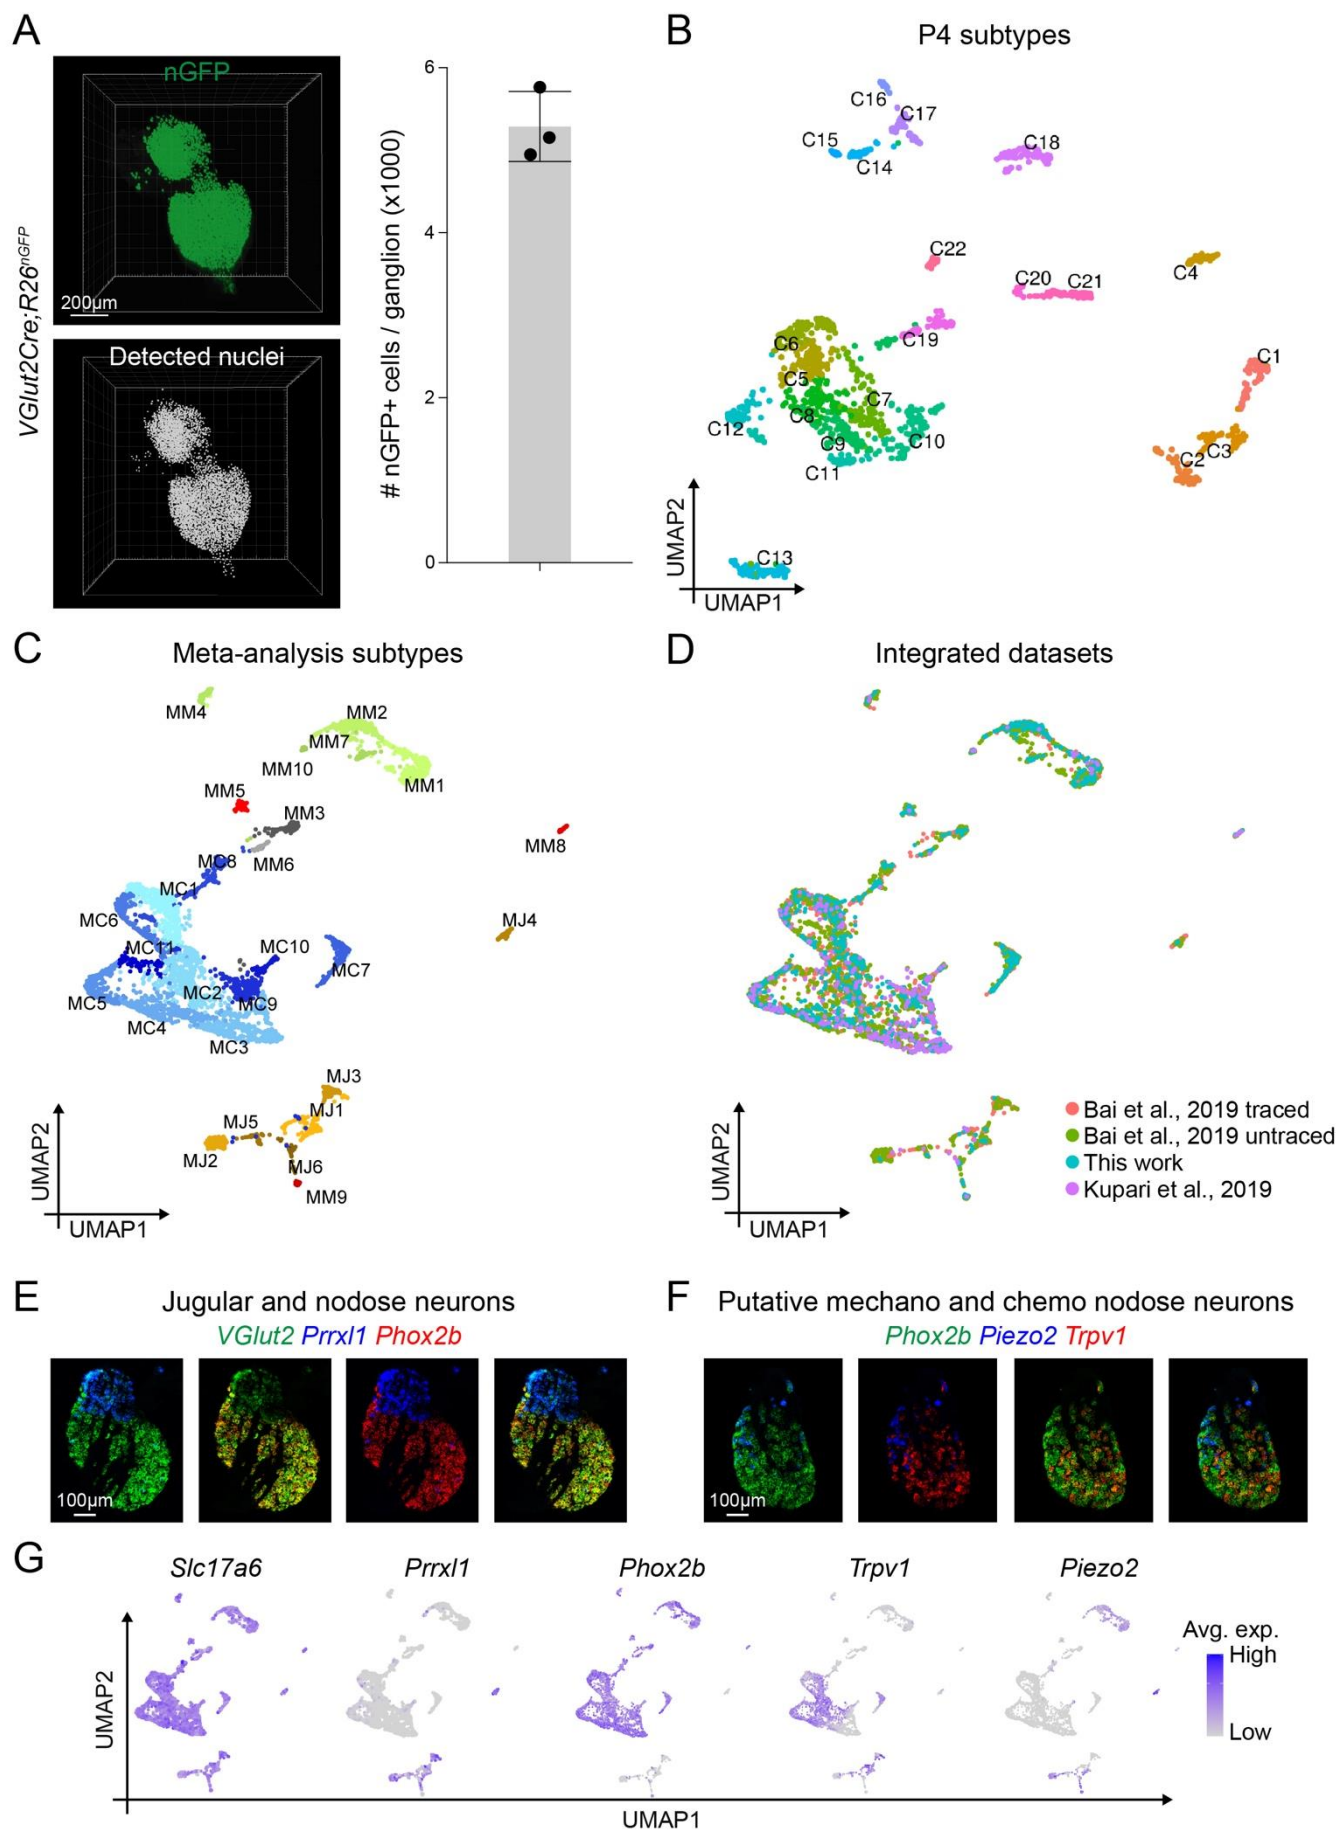 A
nGFP
200µm
Detected nuclei
VGlut2Cre;R26nGFP
# nGFP+ cells / ganglion (x1000)
6
4
2
0
B
P4 subtypes
C16
C17
C15
C14
C18
C22
C4
C20
C21
C6
C19
C1
C5
C7
C8
C12
C9
C10
C3
C2
C11
C13
UMAP2
UMAP1
C
Meta-analysis subtypes
MM4
MM2
MM7
MM10
MM1
MM5
MM3
MM8
MC8
MM6
MC1
MC6
MJ4
MC11
MC10
MC7
MC5
MC2
MC9
MC4
MC3
MJ3
MJ1
MJ5
MJ2
MJ6
MM9
UMAP2
UMAP1
D
Integrated datasets
Bai et al., 2019 traced
Bai et al., 2019 untraced
This work
Kupari et al., 2019
UMAP2
UMAP1
E
Jugular and nodose neurons
VGlut2 Prrxl1 Phox2b
100µm
F
Putative mechano and chemo nodose neurons
Phox2b Piezo2 Trpv1
100µm
G
Slc17a6 Prrxl1 Phox2b Trpv1 Piezo2
Avg. exp.
High
Low
UMAP2
UMAP1